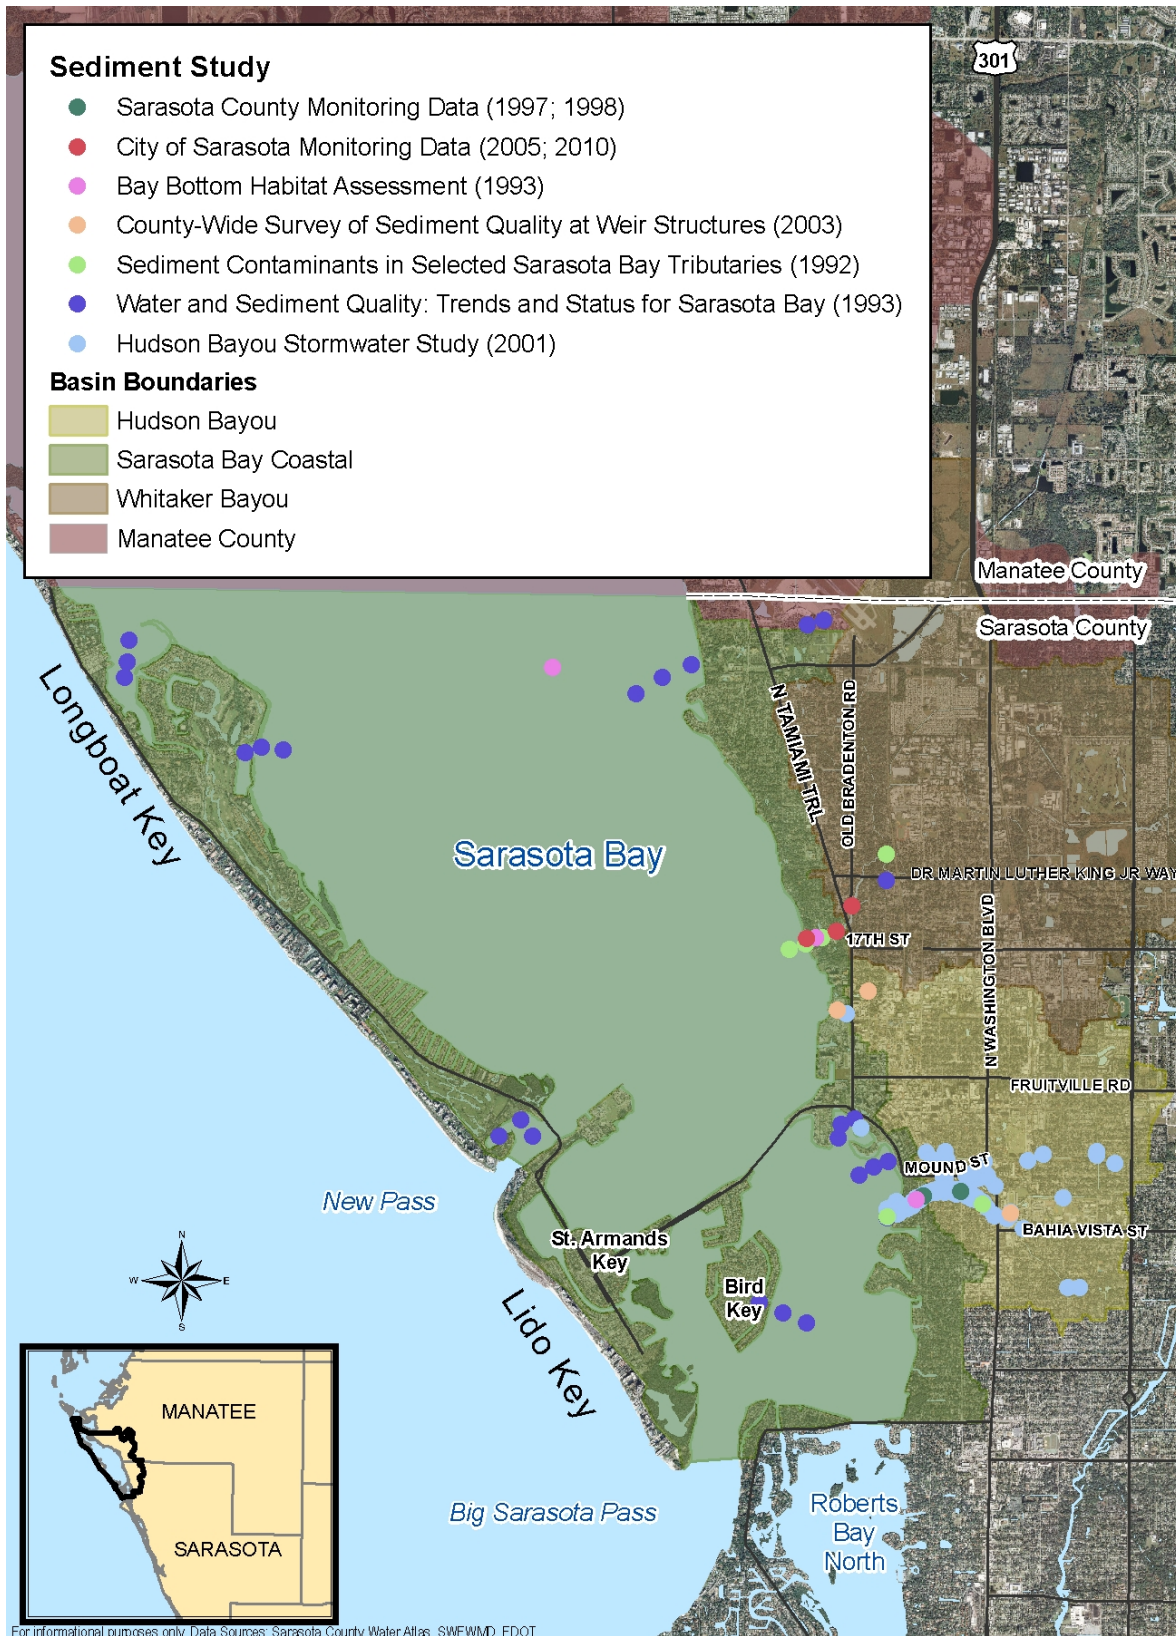 Sediment Study
Sarasota County Monitoring Data (1997; 1998)
City of Sarasota Monitoring Data (2005; 2010)
Bay Bottom Habitat Assessment (1993)
County-Wide Survey of Sediment Quality at Weir Structures (2003)
Sediment Contaminants in Selected Sarasota Bay Tributaries (1992)
Water and Sediment Quality: Trends and Status for Sarasota Bay (1993)
Hudson Bayou Stormwater Study (2001)
Basin Boundaries
Hudson Bayou
Sarasota Bay Coastal
Whitaker Bayou
Manatee County
301
Manatee County
Sarasota County
Longboat Key
N TAMIAMI TRL
OLD BRADENTON RD
Sarasota Bay
DR MARTIN LUTHER KING JR WAY
17TH ST
N WASHINGTON BLVD
FRUITVILLE RD
MOUND ST
New Pass
BAHIA VISTA ST
St. Armands
Key
Bird
Key
Lido Key
N
W
E
S
MANATEE
SARASOTA
Big Sarasota Pass
Roberts
Bay
North
For informational purposes only. Data Sources: Sarasota County Water Atlas, SWFWMD, FDOT